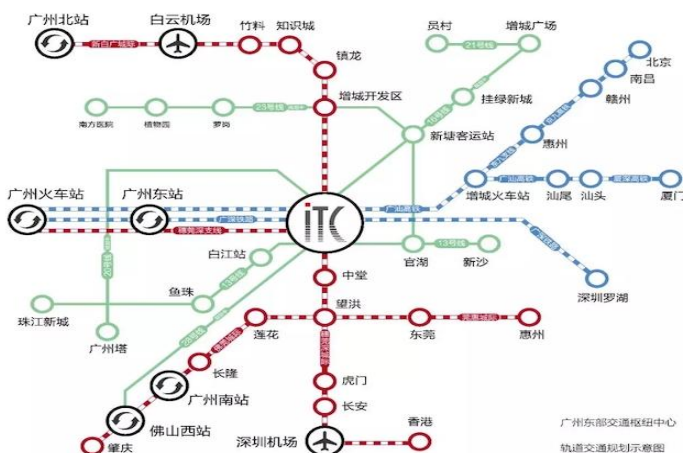 广州北站
白云机场
竹料
知识城
员村
21号线
增城广场
北京
南昌
新白广城际
镇龙
赣州
挂绿新城
增城开发区
23号线
16号线
南方医院
植物园
萝岗
新塘客运站
惠州
广州火车站
广州东站
广汕高铁
增城火车站
汕尾
汕头
厦门
广深铁路
穗莞深支线
iTC
20号线
白江站
官湖
13号线
新沙
中堂
13号线
鱼珠
深圳罗湖
珠江新城
广州塔
28号线
莲花
望洪
东莞
惠州
长隆
虎门
广州南站
长安
佛山西站
深圳机场
香港
肇庆
广州东部交通枢纽中心
轨道交通规划示意图